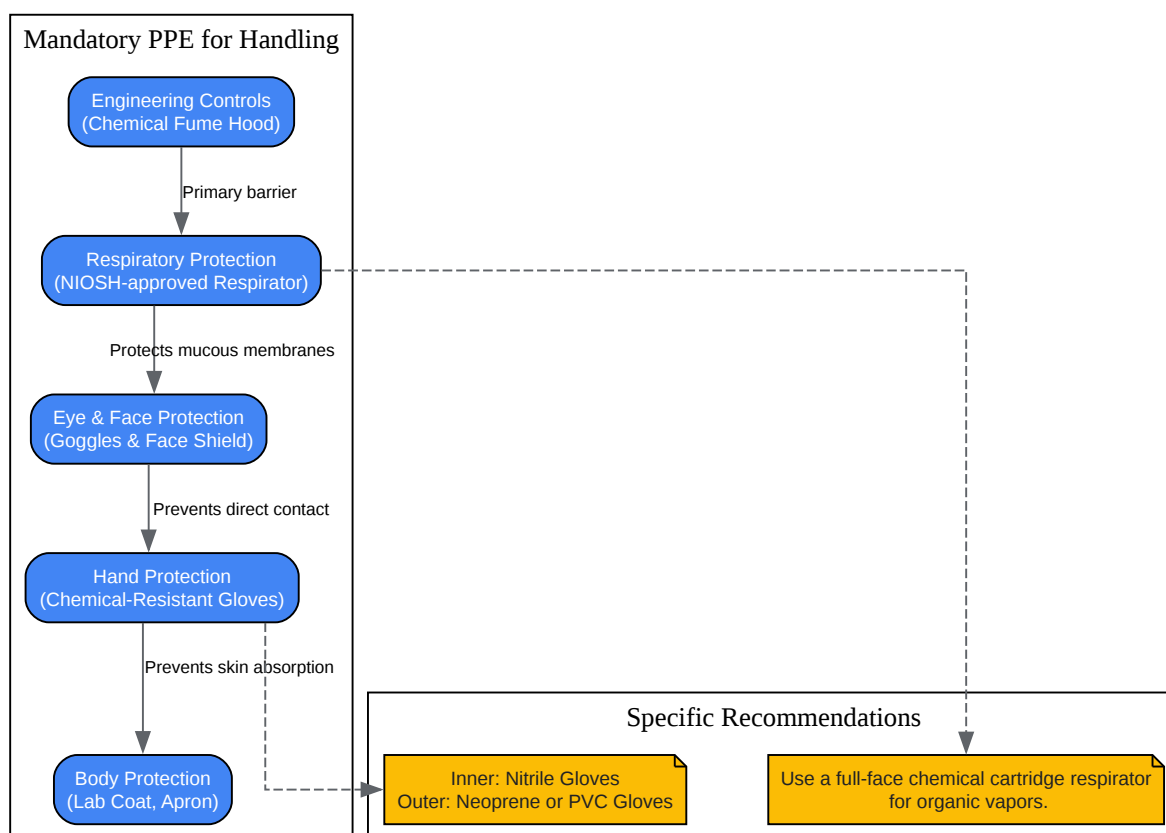 Mandatory PPE for Handling
Engineering Controls
(Chemical Fume Hood)
Primary barrier
Respiratory Protection
(NIOSH-approved Respirator)
Protects mucous membranes
Eye & Face Protection
(Goggles & Face Shield)
Prevents direct contact
Hand Protection
(Chemical-Resistant Gloves)
Prevents skin absorption
Body Protection
(Lab Coat, Apron)
Specific Recommendations
Inner: Nitrile Gloves
Outer: Neoprene or PVC Gloves
Use a full-face chemical cartridge respirator
for organic vapors.